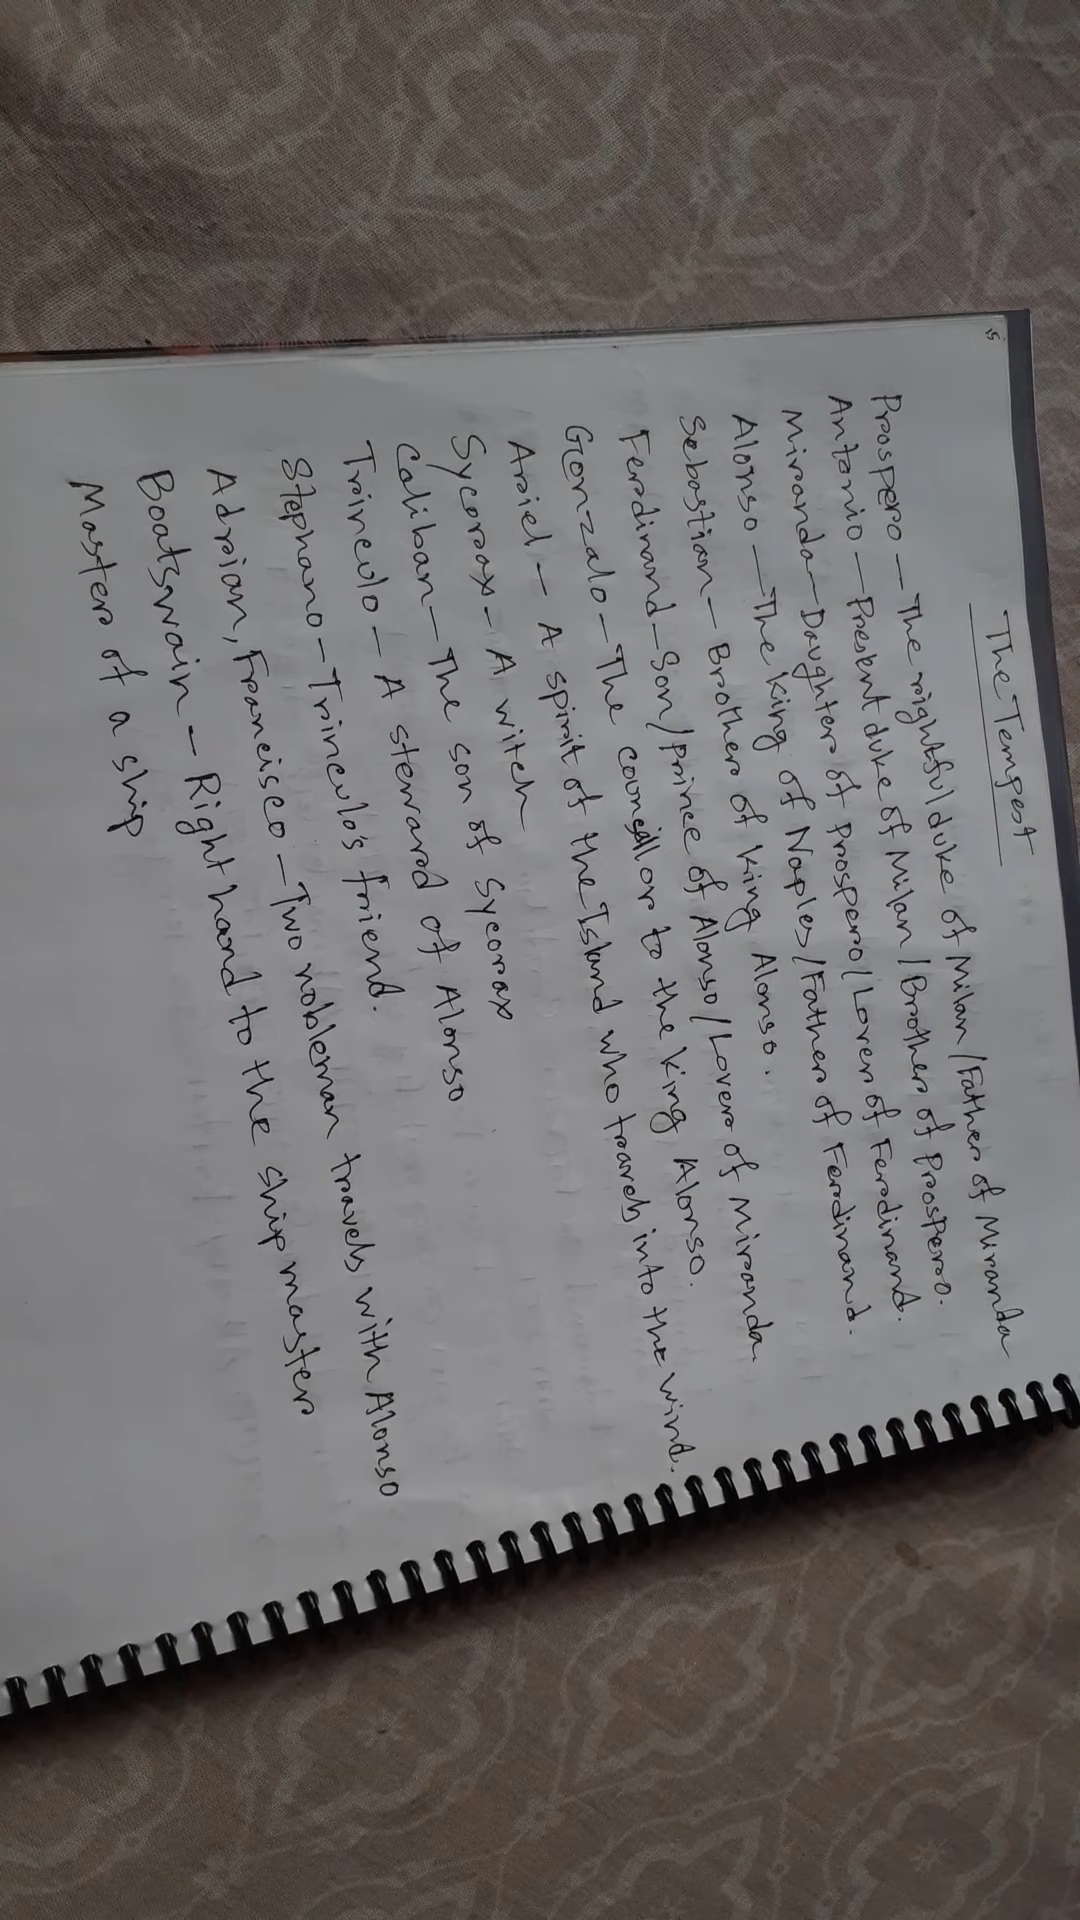 15
The Tempest
Prospero — The rightful duke of Milan / Father of Miranda
Antonio — Present duke of Milan / Brother of Prospero.
Miranda — Daughter of Prospero / Lover of Ferdinand.
Alonso — The king of Naples / Father of Ferdinand.
Sebastian — Brother of king Alonso.
Ferdinand — Son / Prince of Alonso / Lover of Miranda.
Gonzalo — The councellor to the king Alonso.
Ariel — A spirit of the Island who travels into the wind.
Sycorax — A witch
Caliban — The son of Sycorax
Trinculo — A steward of Alonso
Stephano — Trinculo's friend.
Adrian, Francisco — Two nobleman travels with Alonso
Boatswain — Right hand to the ship master
Master of a ship